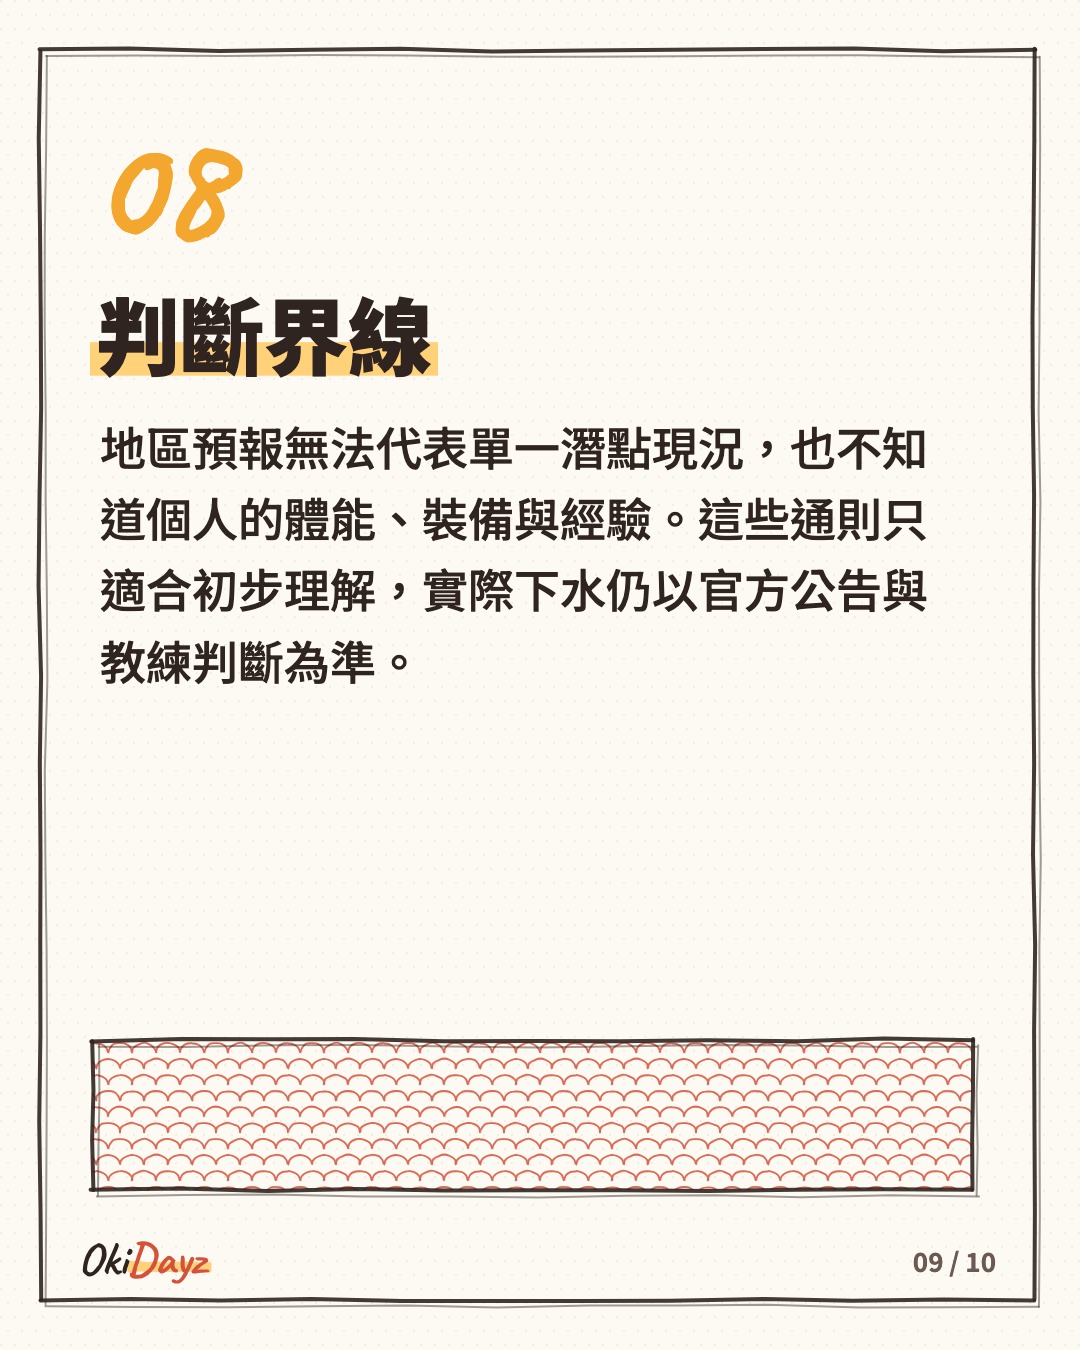 08
判斷界線
地區預報無法代表單一潛點現況，也不知
道個人的體能、裝備與經驗。這些通則只
適合初步理解，實際下水仍以官方公告與
教練判斷為準。
OkiDayz
09 / 10